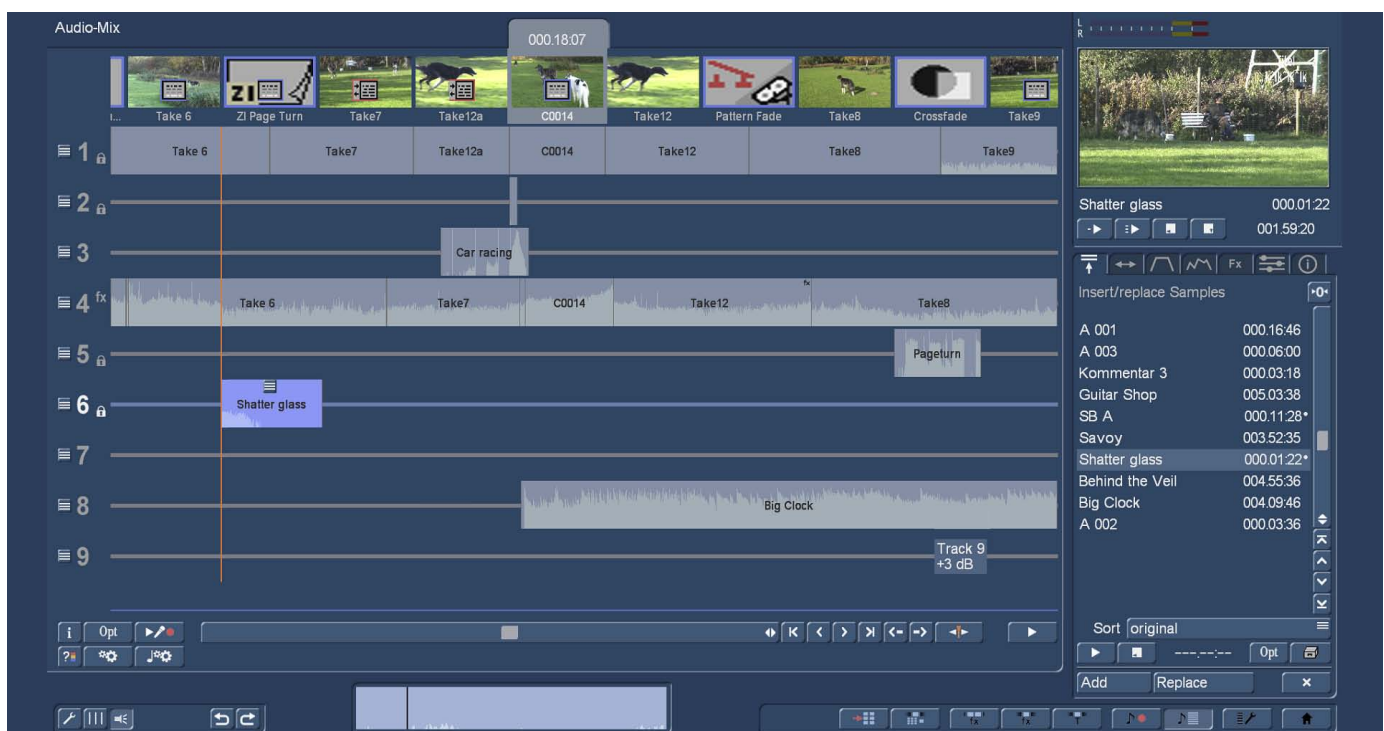 Audio-Mix
000.18:07
L
R
ZI
I...
Take 6
ZI Page Turn
Take7
Take12a
C0014
Take12
Pattern Fade
Take8
Crossfade
Take9
1
Take 6
Take7
Take12a
C0014
Take12
Take8
Take9
2
3
Car racing
4 fx
Take 6
Take7
C0014
Take12
fx
Take8
5
Pageturn
6
Shatter glass
7
8
Big Clock
9
Track 9
+3 dB
i
Opt
?
Shatter glass 000.01:22
001.59:20
Fx
Insert/replace Samples
0
A 001 000.16:46
A 003 000.06:00
Kommentar 3 000.03:18
Guitar Shop 005.03:38
SB A 000.11:28•
Savoy 003.52:35
Shatter glass 000.01:22•
Behind the Veil 004.55:36
Big Clock 004.09:46
A 002 000.03:36
Sort original
---.--:-- Opt
Add Replace ×
fx
fx
T